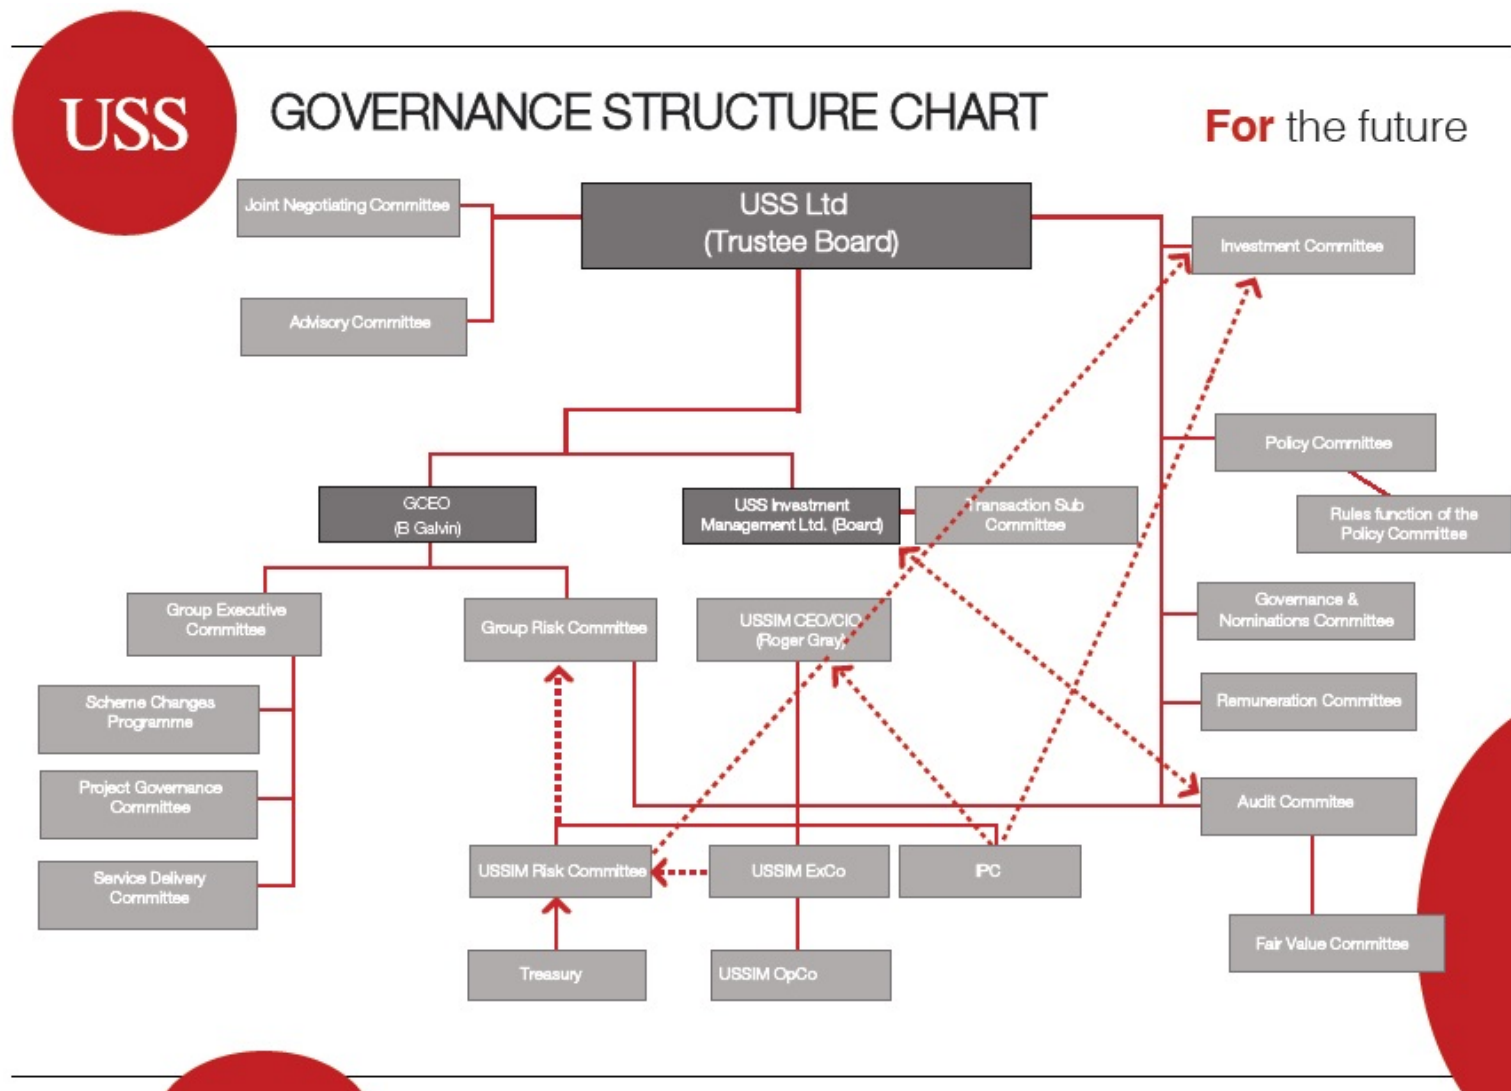 USS
GOVERNANCE STRUCTURE CHART
For the future
Joint Negotiating Committee
USS Ltd
(Trustee Board)
Investment Committee
Advisory Committee
Policy Committee
GCEO
(B Galvin)
USS Investment
Management Ltd. (Board)
Transaction Sub
Committee
Rules function of the
Policy Committee
Group Executive
Committee
Group Risk Committee
USSIM CEO/CIO
(Roger Gray)
Governance &
Nominations Committee
Scheme Changes
Programme
Remuneration Committee
Project Governance
Committee
Audit Commitee
Service Delivery
Committee
USSIM Risk Committee
USSIM ExCo
IPC
Fair Value Committee
Treasury
USSIM OpCo